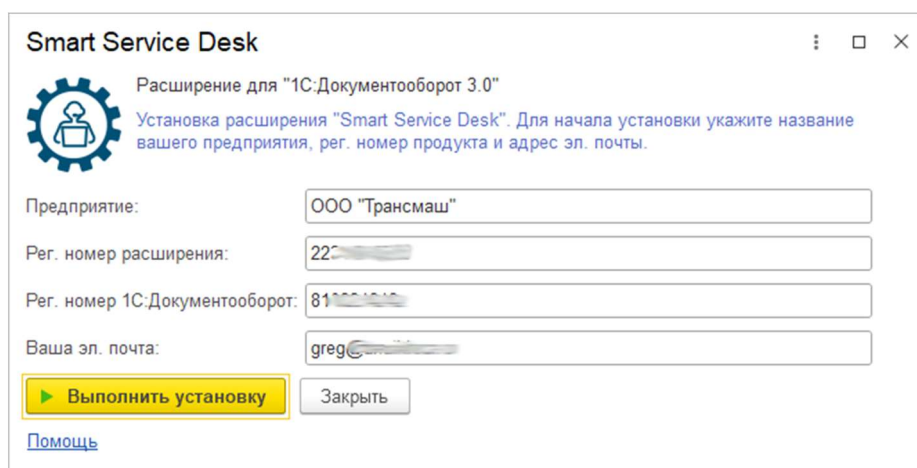 Smart Service Desk
Расширение для "1С:Документооборот 3.0"
Установка расширения "Smart Service Desk". Для начала установки укажите название
вашего предприятия, рег. номер продукта и адрес эл. почты.
Предприятие: ООО "Трансмаш"
Рег. номер расширения:
Рег. номер 1С:Документооборот:
Ваша эл. почта:
Выполнить установку Закрыть
Помощь